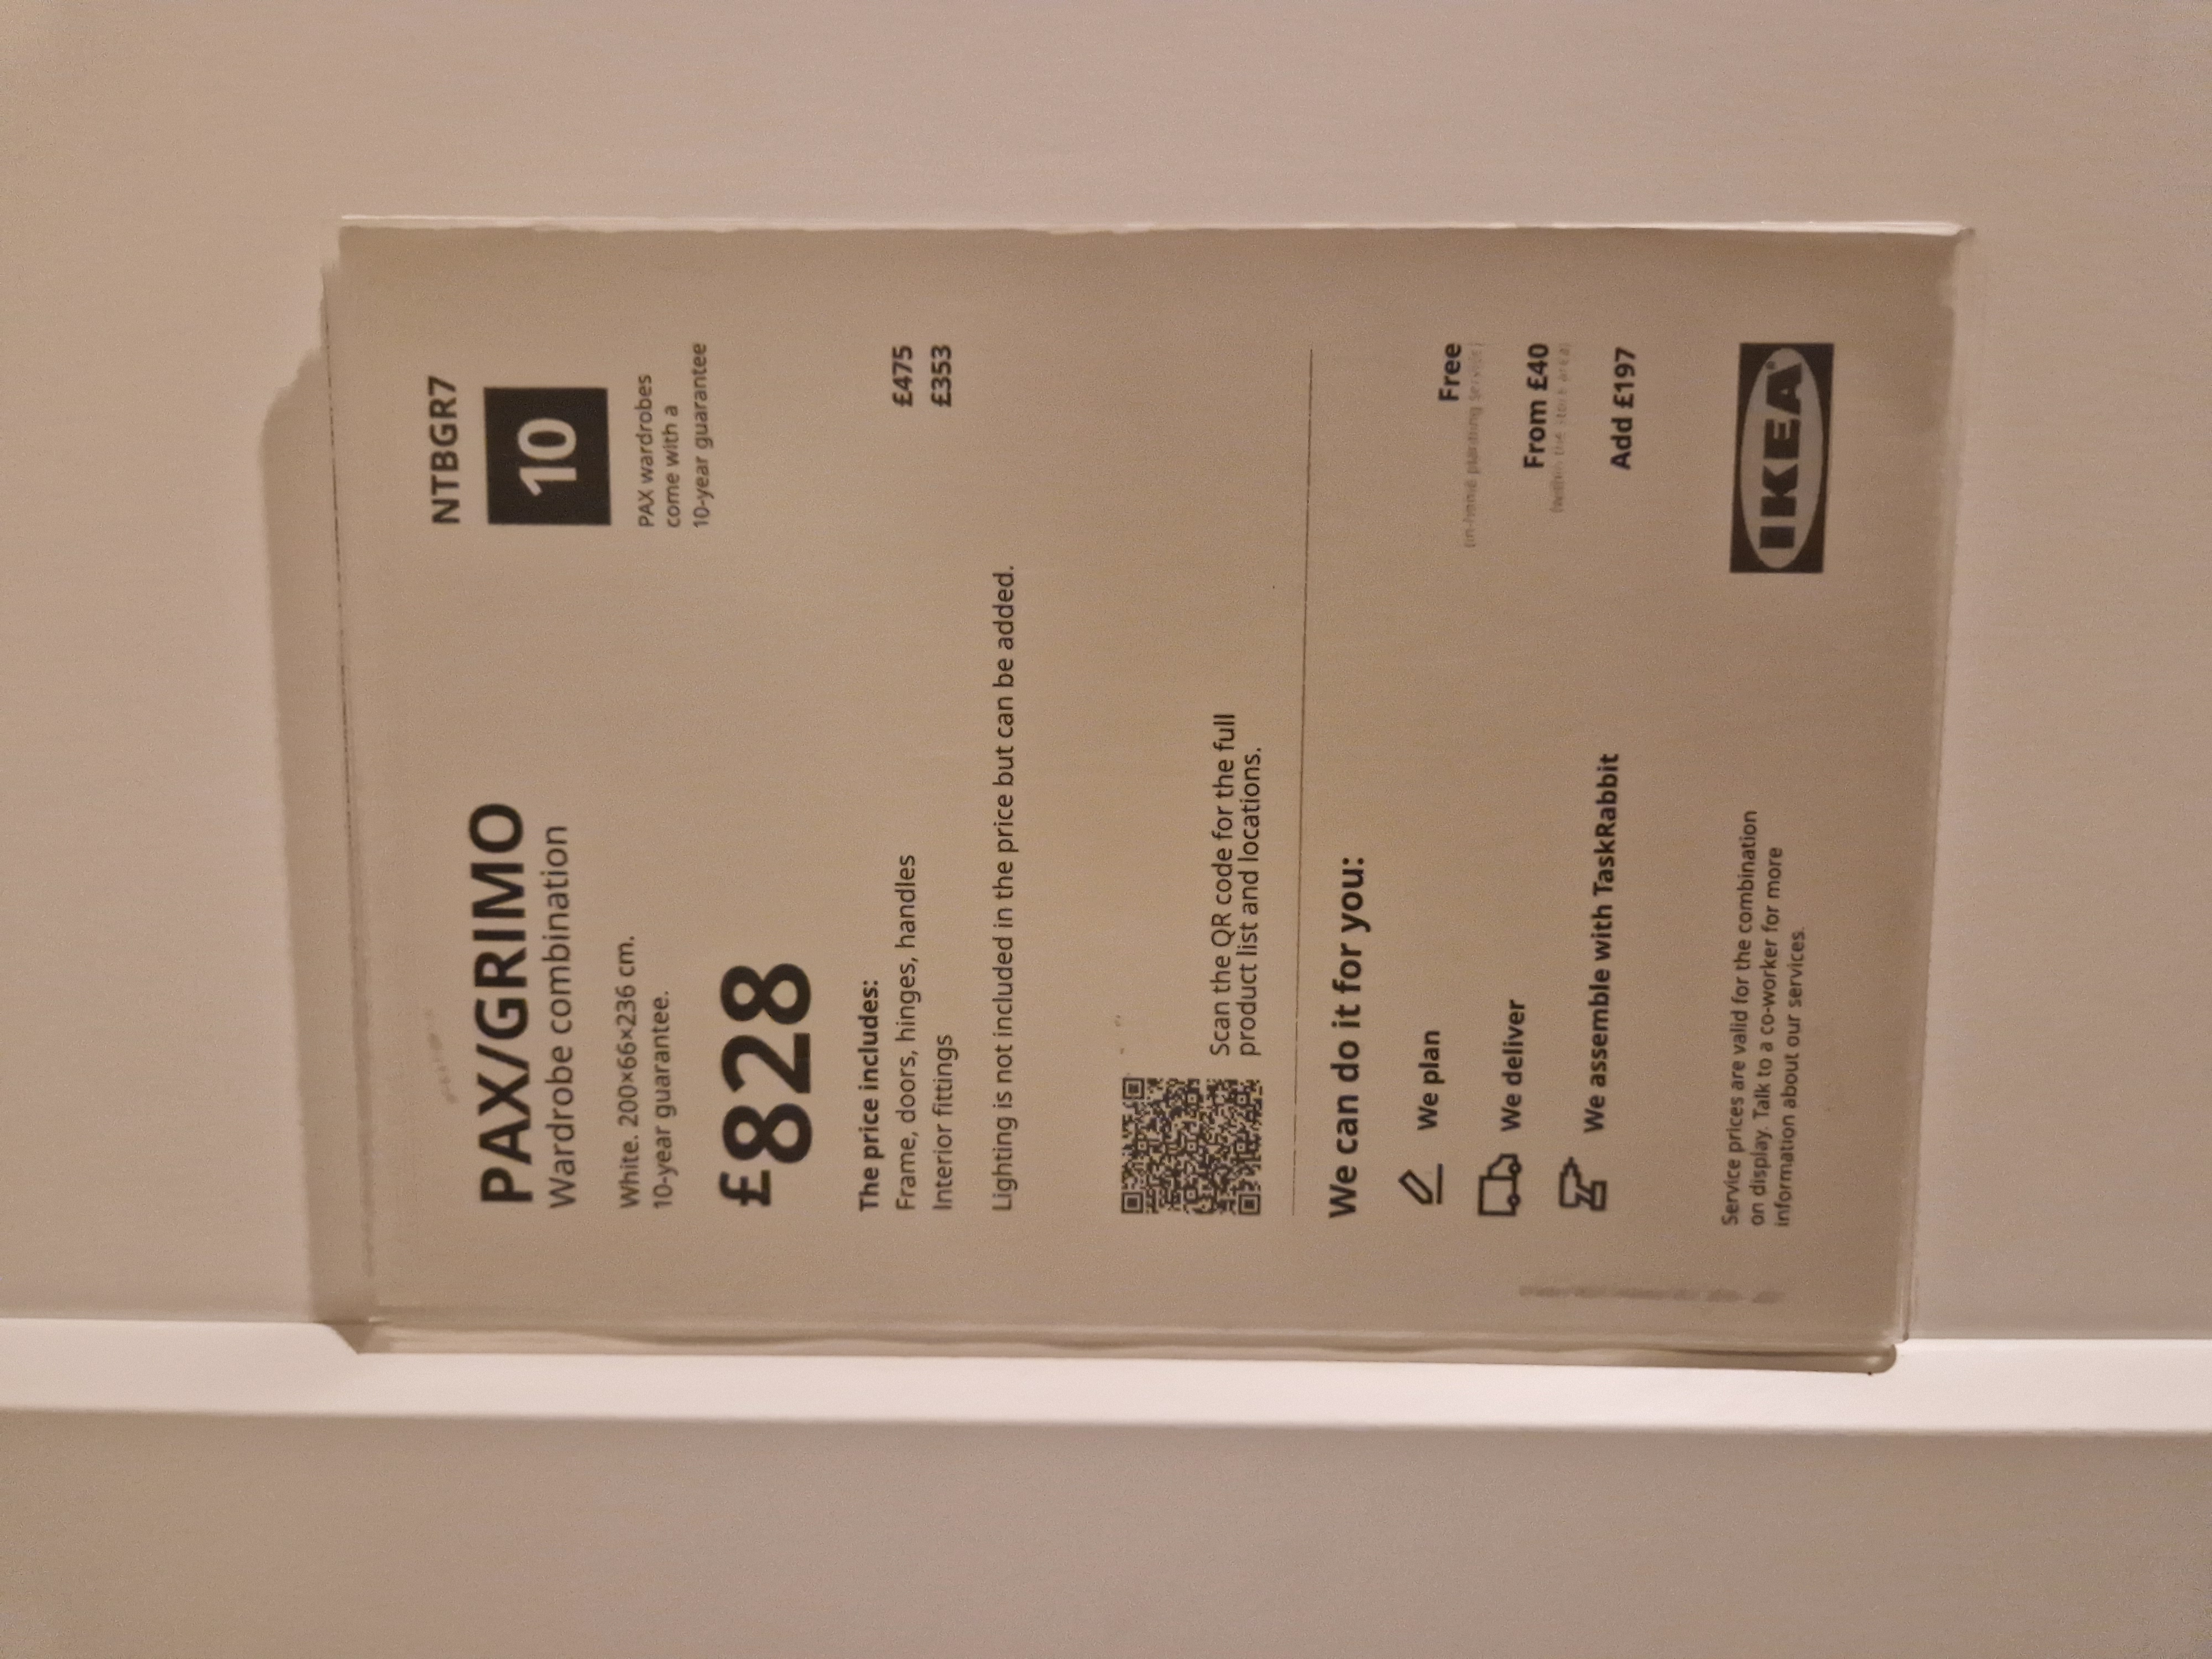 NTBGR7
PAX/GRIMO
Wardrobe combination
10
White. 200×66×236 cm.
10-year guarantee.
PAX wardrobes
come with a
10-year guarantee
£828
The price includes:
Frame, doors, hinges, handles £475
Interior fittings £353
Lighting is not included in the price but can be added.
Scan the QR code for the full
product list and locations.
We can do it for you:
We plan Free
(in-home planning service)
We deliver From £40
(within the store area)
We assemble with TaskRabbit Add £197
Service prices are valid for the combination
on display. Talk to a co-worker for more
information about our services.
IKEA®